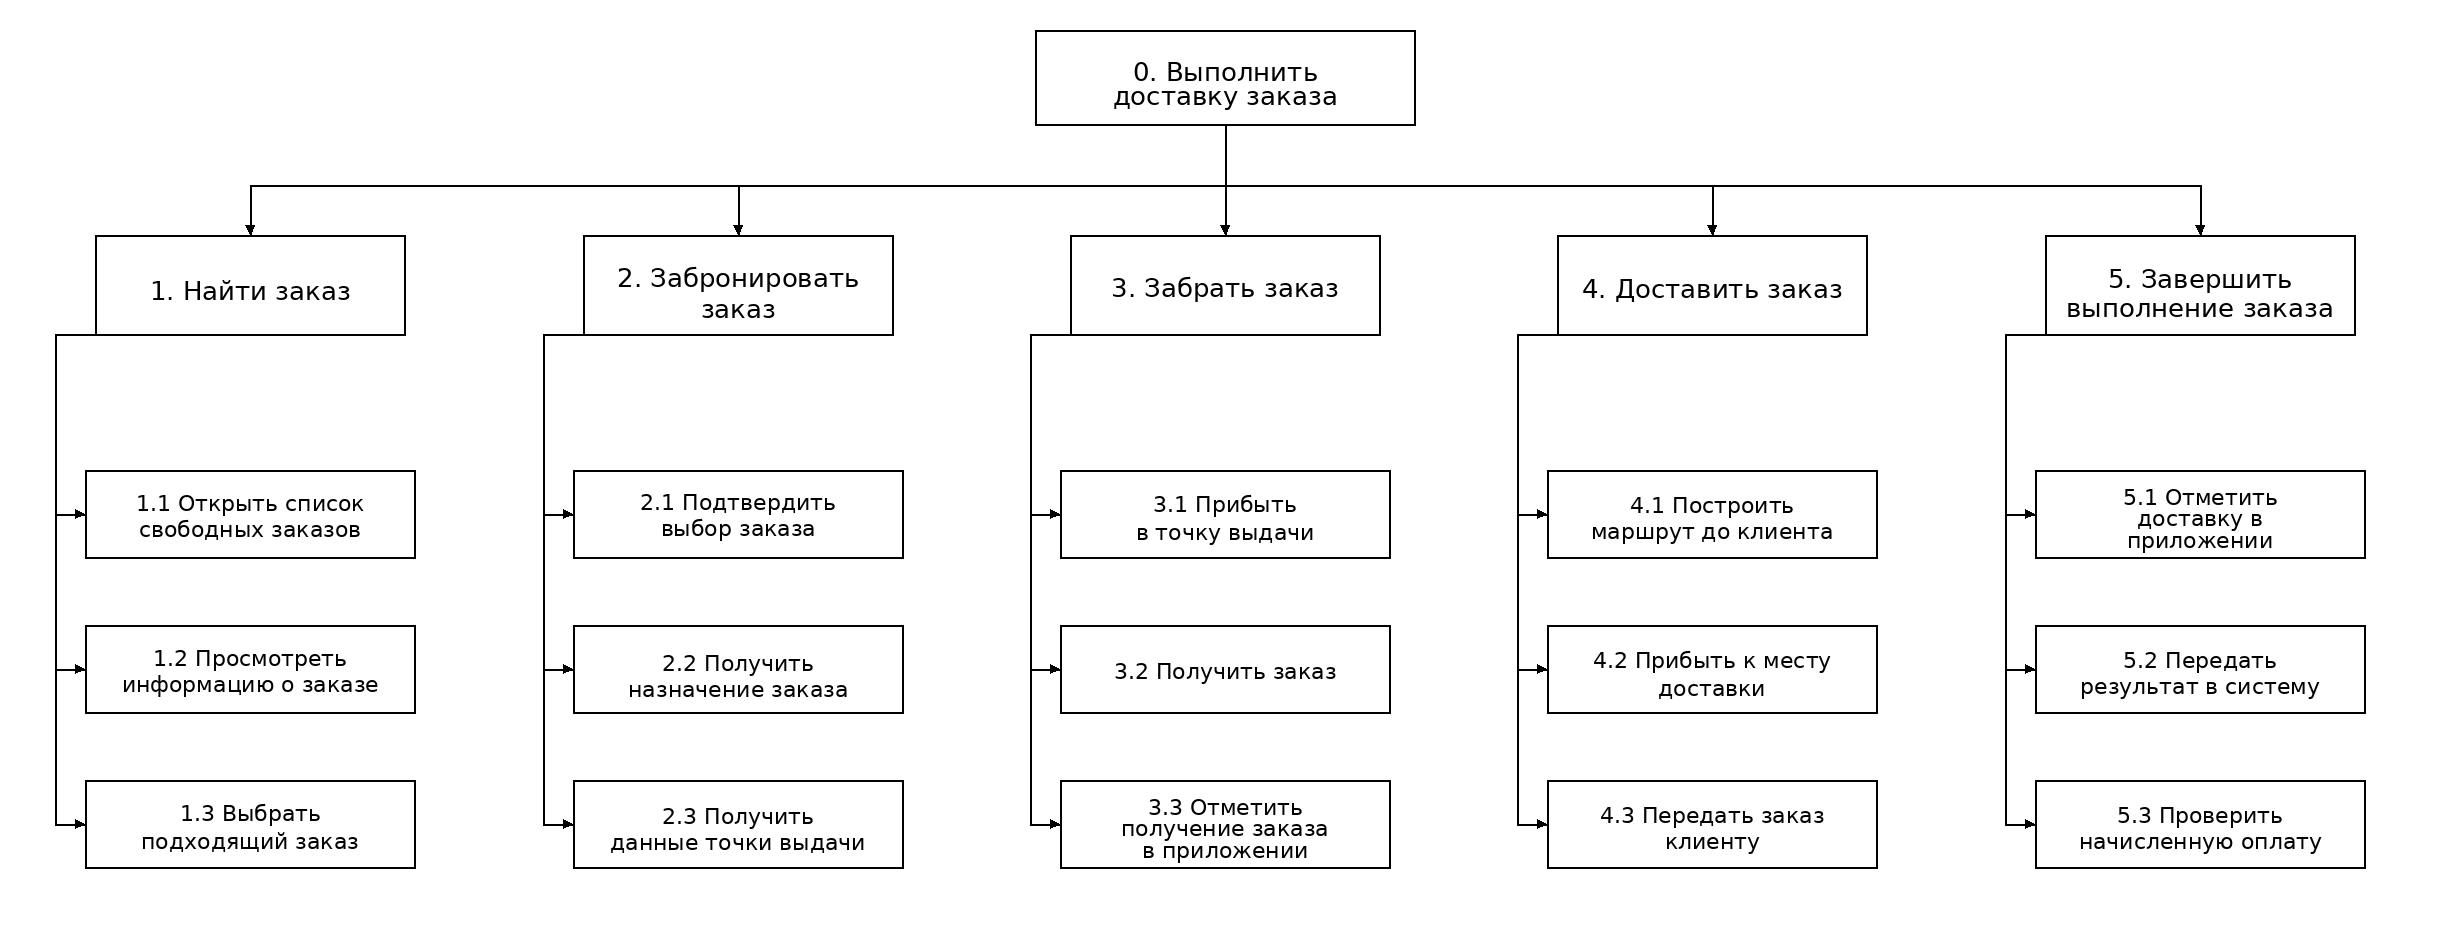 0. Выполнить
доставку заказа
1. Найти заказ
2. Забронировать
заказ
3. Забрать заказ
4. Доставить заказ
5. Завершить
выполнение заказа
1.1 Открыть список
свободных заказов
2.1 Подтвердить
выбор заказа
3.1 Прибыть
в точку выдачи
4.1 Построить
маршрут до клиента
5.1 Отметить
доставку в
приложении
1.2 Просмотреть
информацию о заказе
2.2 Получить
назначение заказа
3.2 Получить заказ
4.2 Прибыть к месту
доставки
5.2 Передать
результат в систему
1.3 Выбрать
подходящий заказ
2.3 Получить
данные точки выдачи
3.3 Отметить
получение заказа
в приложении
4.3 Передать заказ
клиенту
5.3 Проверить
начисленную оплату